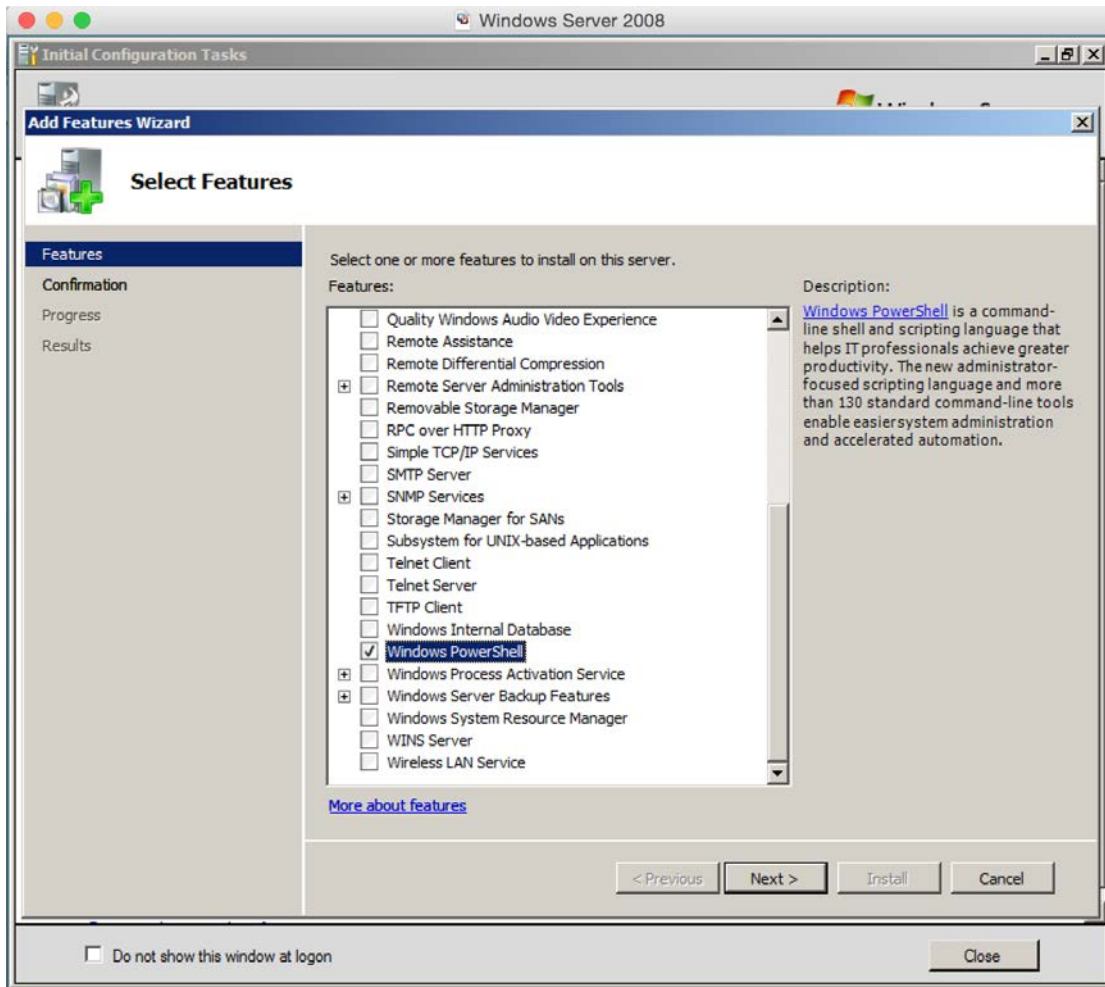 Windows Server 2008
Initial Configuration Tasks
Add Features Wizard
Select Features
Features
Confirmation
Progress
Results
Select one or more features to install on this server.
Features:
Quality Windows Audio Video Experience
Remote Assistance
Remote Differential Compression
Remote Server Administration Tools
Removable Storage Manager
RPC over HTTP Proxy
Simple TCP/IP Services
SMTP Server
SNMP Services
Storage Manager for SANs
Subsystem for UNIX-based Applications
Telnet Client
Telnet Server
TFTP Client
Windows Internal Database
Windows PowerShell
Windows Process Activation Service
Windows Server Backup Features
Windows System Resource Manager
WINS Server
Wireless LAN Service
More about features
Description:
Windows PowerShell is a command-
line shell and scripting language that
helps IT professionals achieve greater
productivity. The new administrator-
focused scripting language and more
than 130 standard command-line tools
enable easiersystem administration
and accelerated automation.
< Previous
Next >
Install
Cancel
Do not show this window at logon
Close